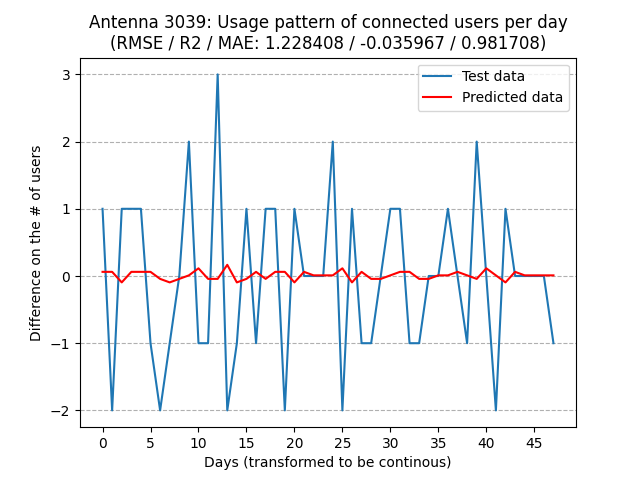 Antenna 3039: Usage pattern of connected users per day
(RMSE / R2 / MAE: 1.228408 / -0.035967 / 0.981708)
Test data
Predicted data
Difference on the # of users
3
2
1
0
−1
−2
0 5 10 15 20 25 30 35 40 45
Days (transformed to be continous)